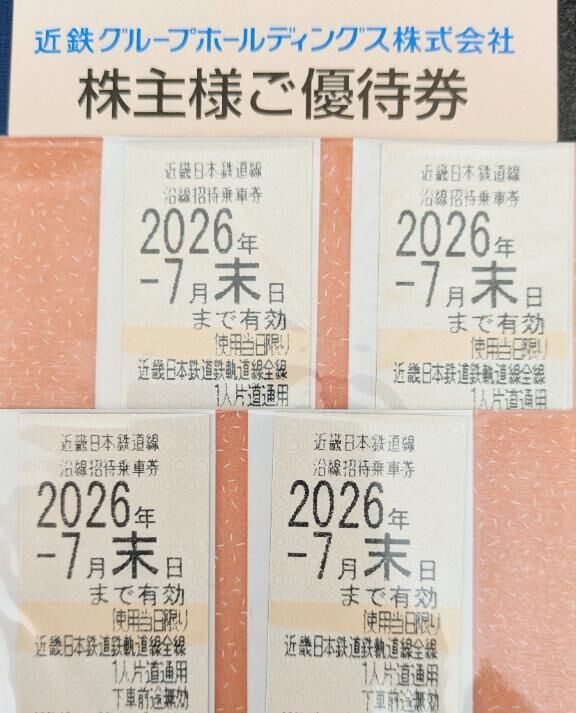 近鉄グループホールディングス株式会社
株主様ご優待券
近畿日本鉄道線
沿線招待乗車券
2026年
-7月末日
まで有効
使用当日限り
近畿日本鉄道鉄軌道線全線
1人片道通用
近畿日本鉄道線
沿線招待乗車券
2026年
-7月末日
まで有効
使用当日限り
近畿日本鉄道鉄軌道線全線
1人片道通用
近畿日本鉄道線
沿線招待乗車券
2026年
-7月末日
まで有効
使用当日限り
近畿日本鉄道鉄軌道線全線
1人片道通用
下車前途無効
近畿日本鉄道線
沿線招待乗車券
2026年
-7月末日
まで有効
使用当日限り
近畿日本鉄道鉄軌道線全線
1人片道通用
下車前途無効